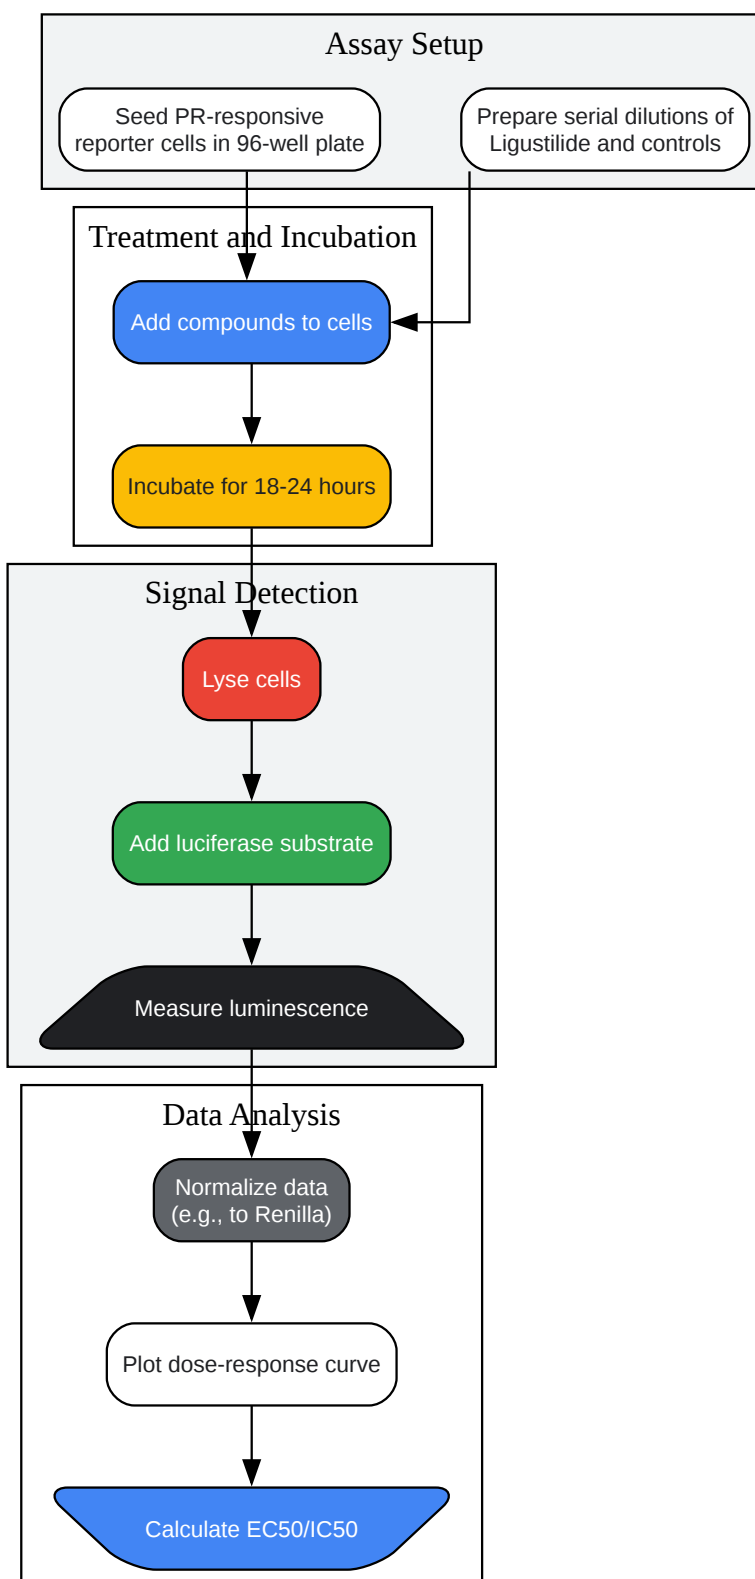 Assay Setup
Seed PR-responsive
reporter cells in 96-well plate
Prepare serial dilutions of
Ligustilide and controls
Treatment and Incubation
Add compounds to cells
Incubate for 18-24 hours
Signal Detection
Lyse cells
Add luciferase substrate
Measure luminescence
Data Analysis
Normalize data
(e.g., to Renilla)
Plot dose-response curve
Calculate EC50/IC50